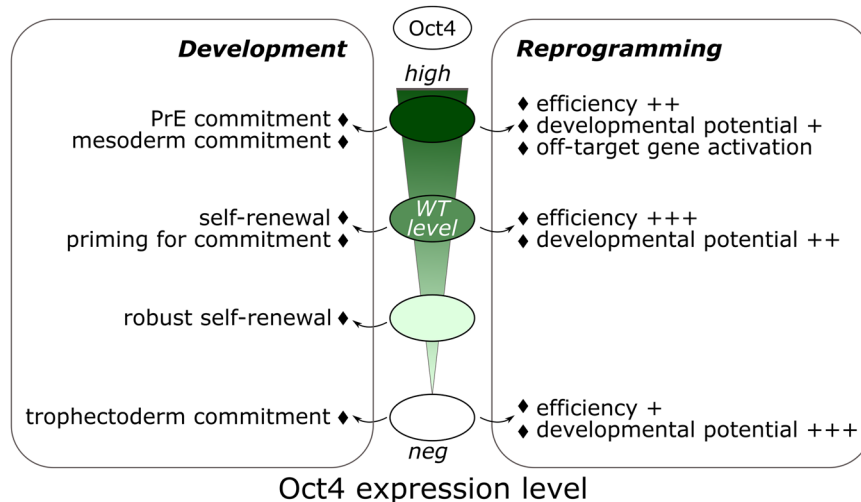 Oct4
Development
Reprogramming
high
PrE commitment ♦
mesoderm commitment ♦
♦ efficiency ++
♦ developmental potential +
♦ off-target gene activation
self-renewal ♦
priming for commitment ♦
WT
level
♦ efficiency +++
♦ developmental potential ++
robust self-renewal ♦
trophectoderm commitment ♦
♦ efficiency +
♦ developmental potential +++
neg
Oct4 expression level